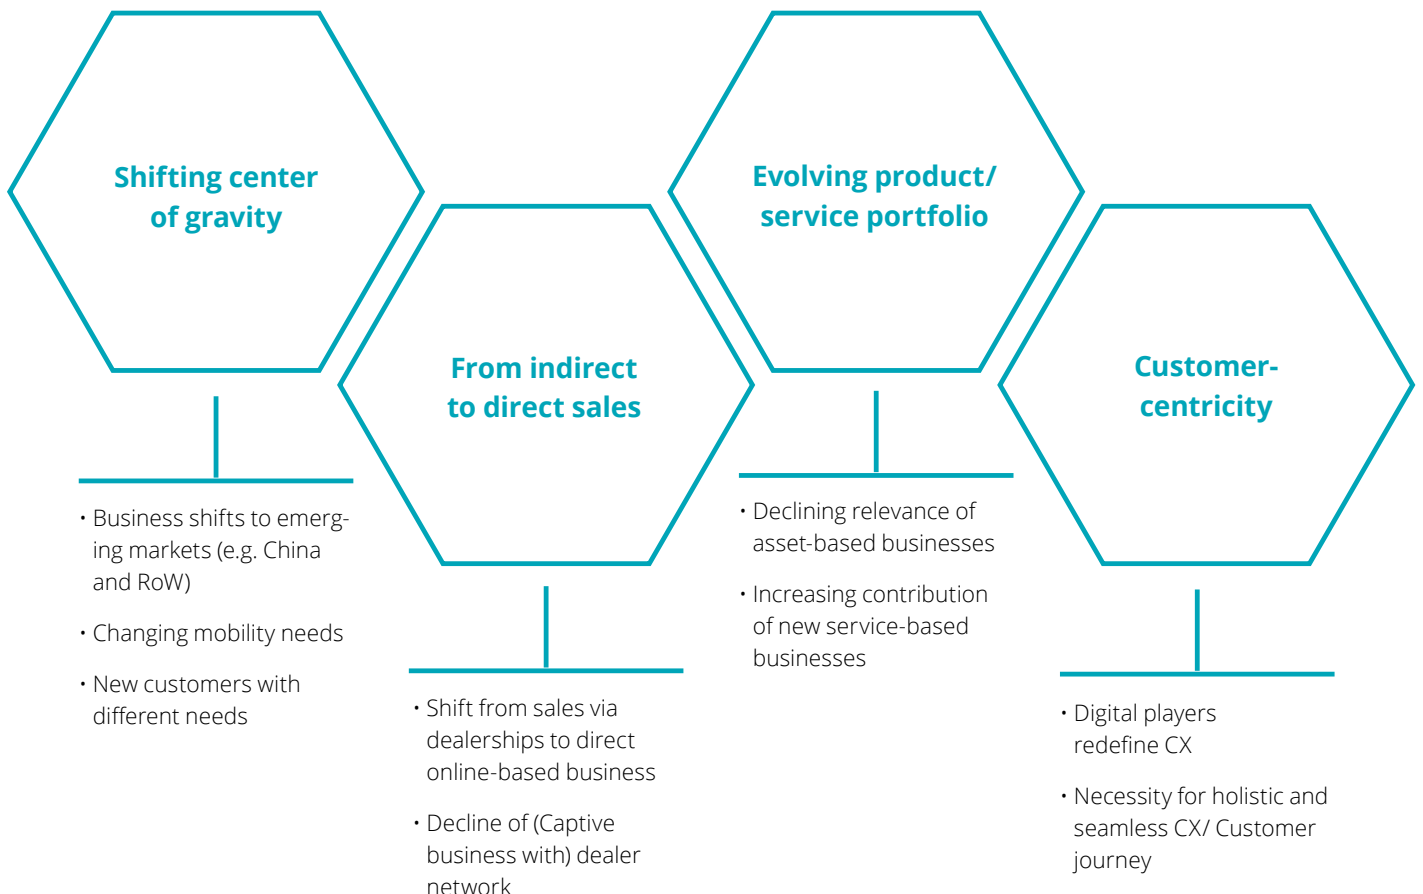 Shifting center
of gravity
• Business shifts to emerg-
ing markets (e.g. China
and RoW)
• Changing mobility needs
• New customers with
different needs
From indirect
to direct sales
• Shift from sales via
dealerships to direct
online-based business
• Decline of (Captive
business with) dealer
network
Evolving product/
service portfolio
• Declining relevance of
asset-based businesses
• Increasing contribution
of new service-based
businesses
Customer-
centricity
• Digital players
redefine CX
• Necessity for holistic and
seamless CX/ Customer
journey